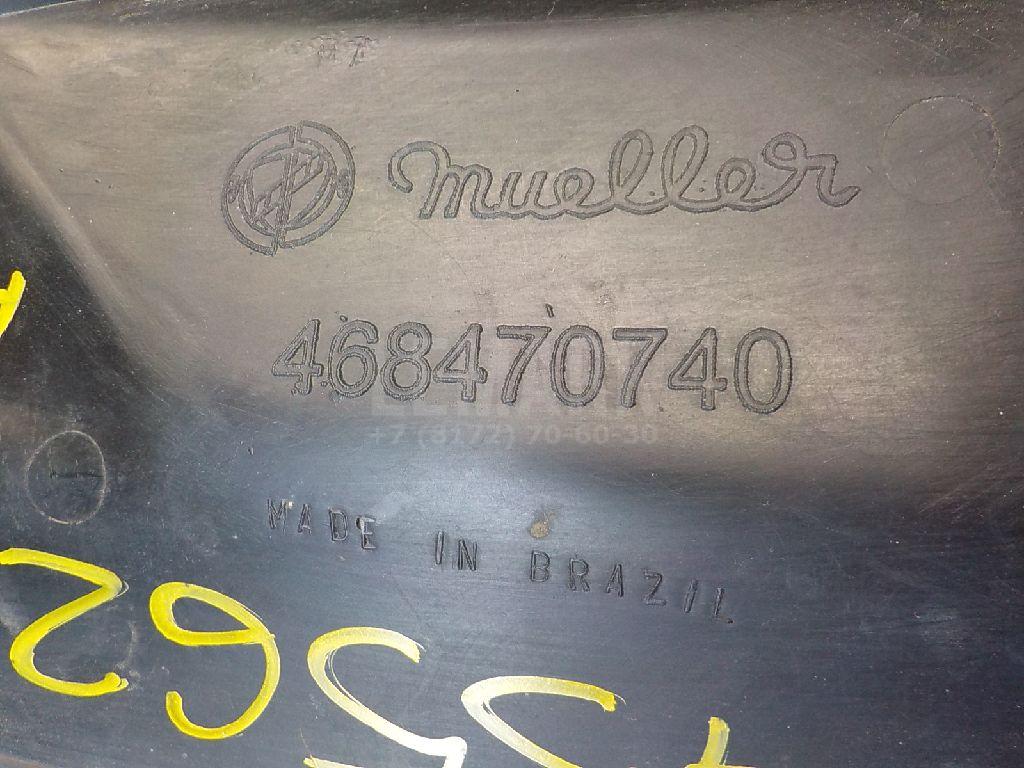 mueller
468470740
+7 (8172) 70-60-30
MADE IN BRAZIL